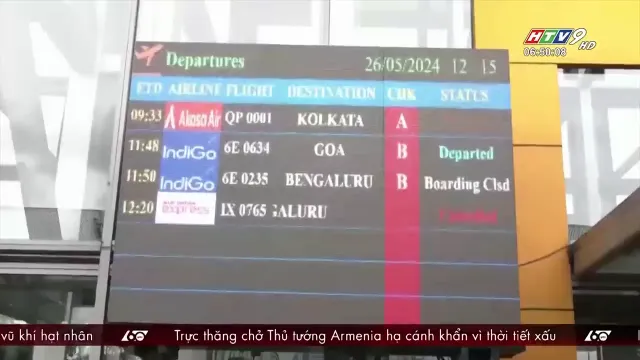 HTV9 HD
06:50:08
Departures 26/05/2024 12 15
ETD AIRLINE FLIGHT DESTINATION CHK STATUS
09:33 Akasa Air QP 0001 KOLKATA A
11:48 IndiGo 6E 0634 GOA B Departed
11:50 IndiGo 6E 0235 BENGALURU B Boarding Clsd
12:20 express IX 0765 GALURU
vũ khí hạt nhân 60 Trực thăng chở Thủ tướng Armenia hạ cánh khẩn vì thời tiết xấu 60